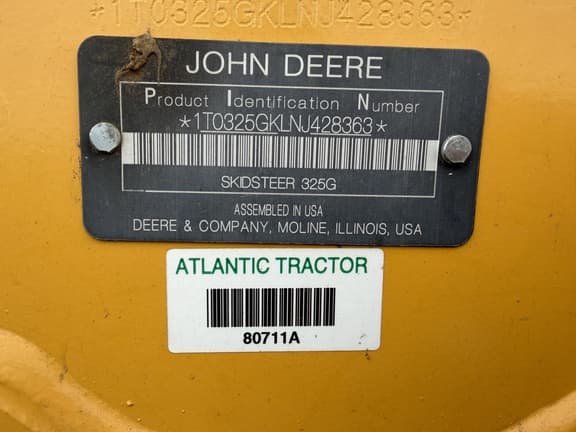 *1T0325GKLNJ428363*
JOHN DEERE
Product Identification Number
*1T0325GKLNJ428363*
SKIDSTEER 325G
ASSEMBLED IN USA
DEERE & COMPANY, MOLINE, ILLINOIS, USA
ATLANTIC TRACTOR
80711A